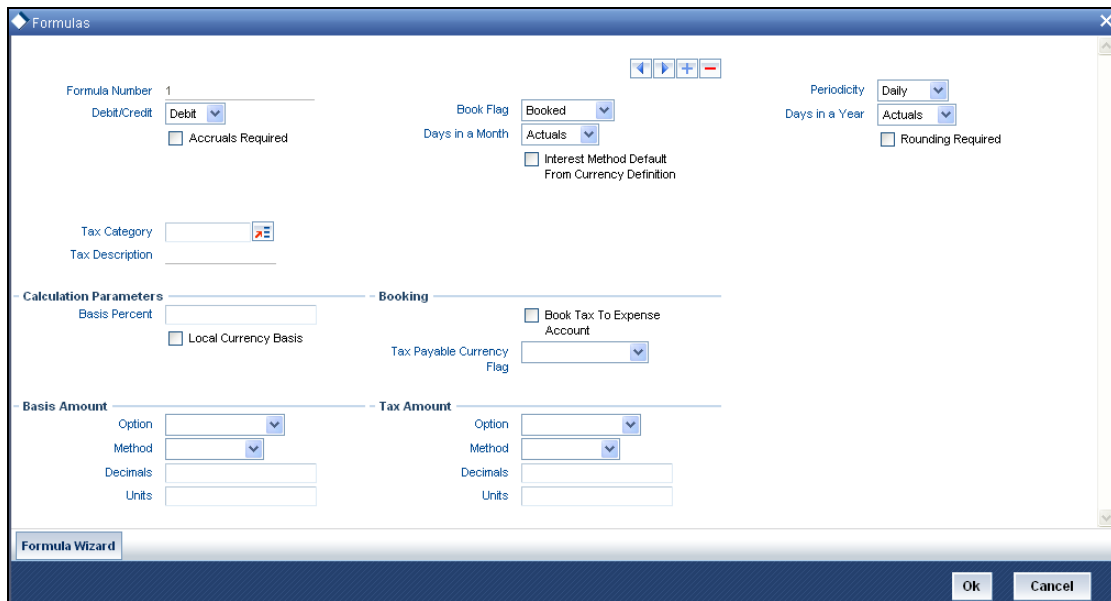 Formulas
Formula Number 1
Debit/Credit Debit
Accruals Required
Book Flag Booked
Days in a Month Actuals
Interest Method Default
From Currency Definition
Periodicity Daily
Days in a Year Actuals
Rounding Required
Tax Category
Tax Description
Calculation Parameters
Basis Percent
Local Currency Basis
Booking
Book Tax To Expense
Account
Tax Payable Currency
Flag
Basis Amount
Option
Method
Decimals
Units
Tax Amount
Option
Method
Decimals
Units
Formula Wizard
Ok Cancel